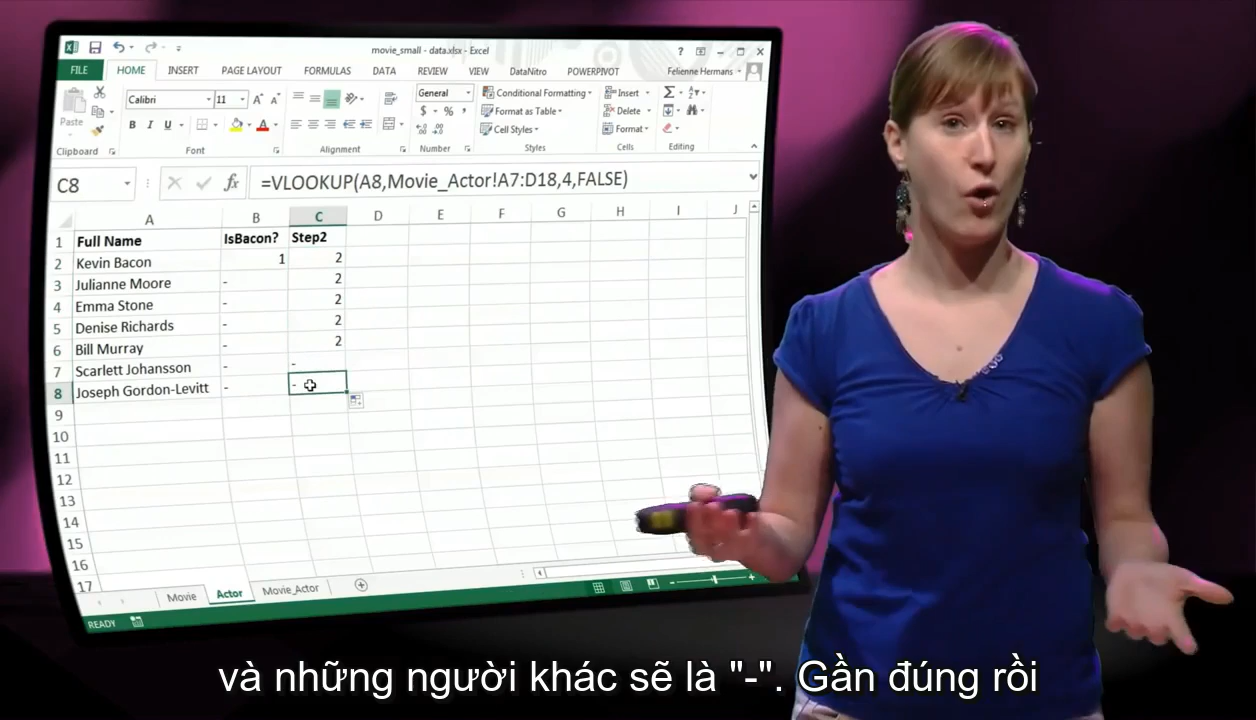 movie_small - data.xlsx - Excel
FILE HOME INSERT PAGE LAYOUT FORMULAS DATA REVIEW VIEW DataNitro POWERPIVOT Felienne Hermans
Paste Calibri 11 General Conditional Formatting Insert
B I U $ % , Format as Table Delete
Cell Styles Format
Clipboard Font Alignment Number Styles Cells Editing
C8 fx =VLOOKUP(A8,Movie_Actor!A7:D18,4,FALSE)
A B C D E F G H I J
1 Full Name IsBacon? Step2
2 Kevin Bacon 1 2
3 Julianne Moore - 2
4 Emma Stone - 2
5 Denise Richards - 2
6 Bill Murray - 2
7 Scarlett Johansson - -
8 Joseph Gordon-Levitt - -
9
10
11
12
13
14
15
16
17
Movie Actor Movie_Actor
READY
và những người khác sẽ là "-". Gần đúng rồi